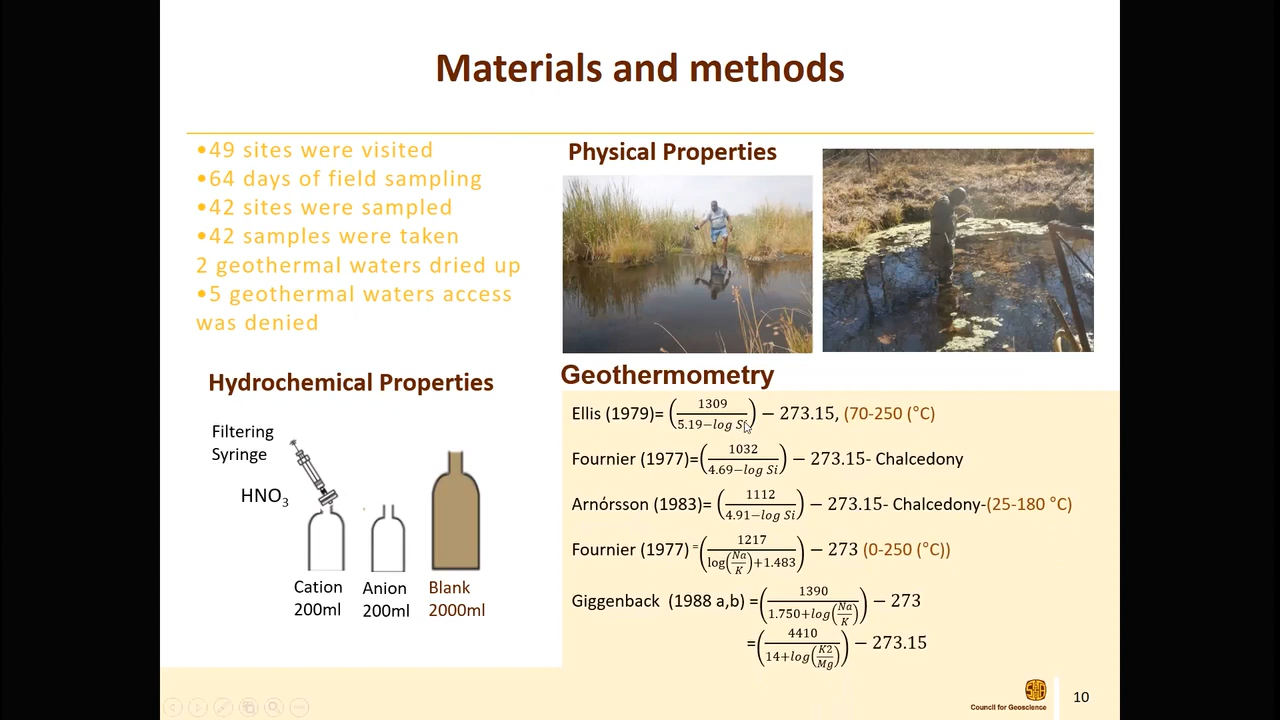 Materials and methods
•49 sites were visited
•64 days of field sampling
•42 sites were sampled
•42 samples were taken
2 geothermal waters dried up
•5 geothermal waters access
was denied
Physical Properties
Hydrochemical Properties
Filtering
Syringe
HNO₃
Cation
200ml
Anion
200ml
Blank
2000ml
Geothermometry
Ellis (1979)= (1309/(5.19−log Si)) − 273.15, (70-250 (°C)
Fournier (1977)=(1032/(4.69−log Si)) − 273.15- Chalcedony
Arnórsson (1983)= (1112/(4.91−log Si)) − 273.15- Chalcedony-(25-180 °C)
Fournier (1977) =(1217/(log(Na/K)+1.483)) − 273 (0-250 (°C))
Giggenback (1988 a,b) =(1390/(1.750+log(Na/K))) − 273
=(4410/(14+log(K2/Mg))) − 273.15
Council for Geoscience
10